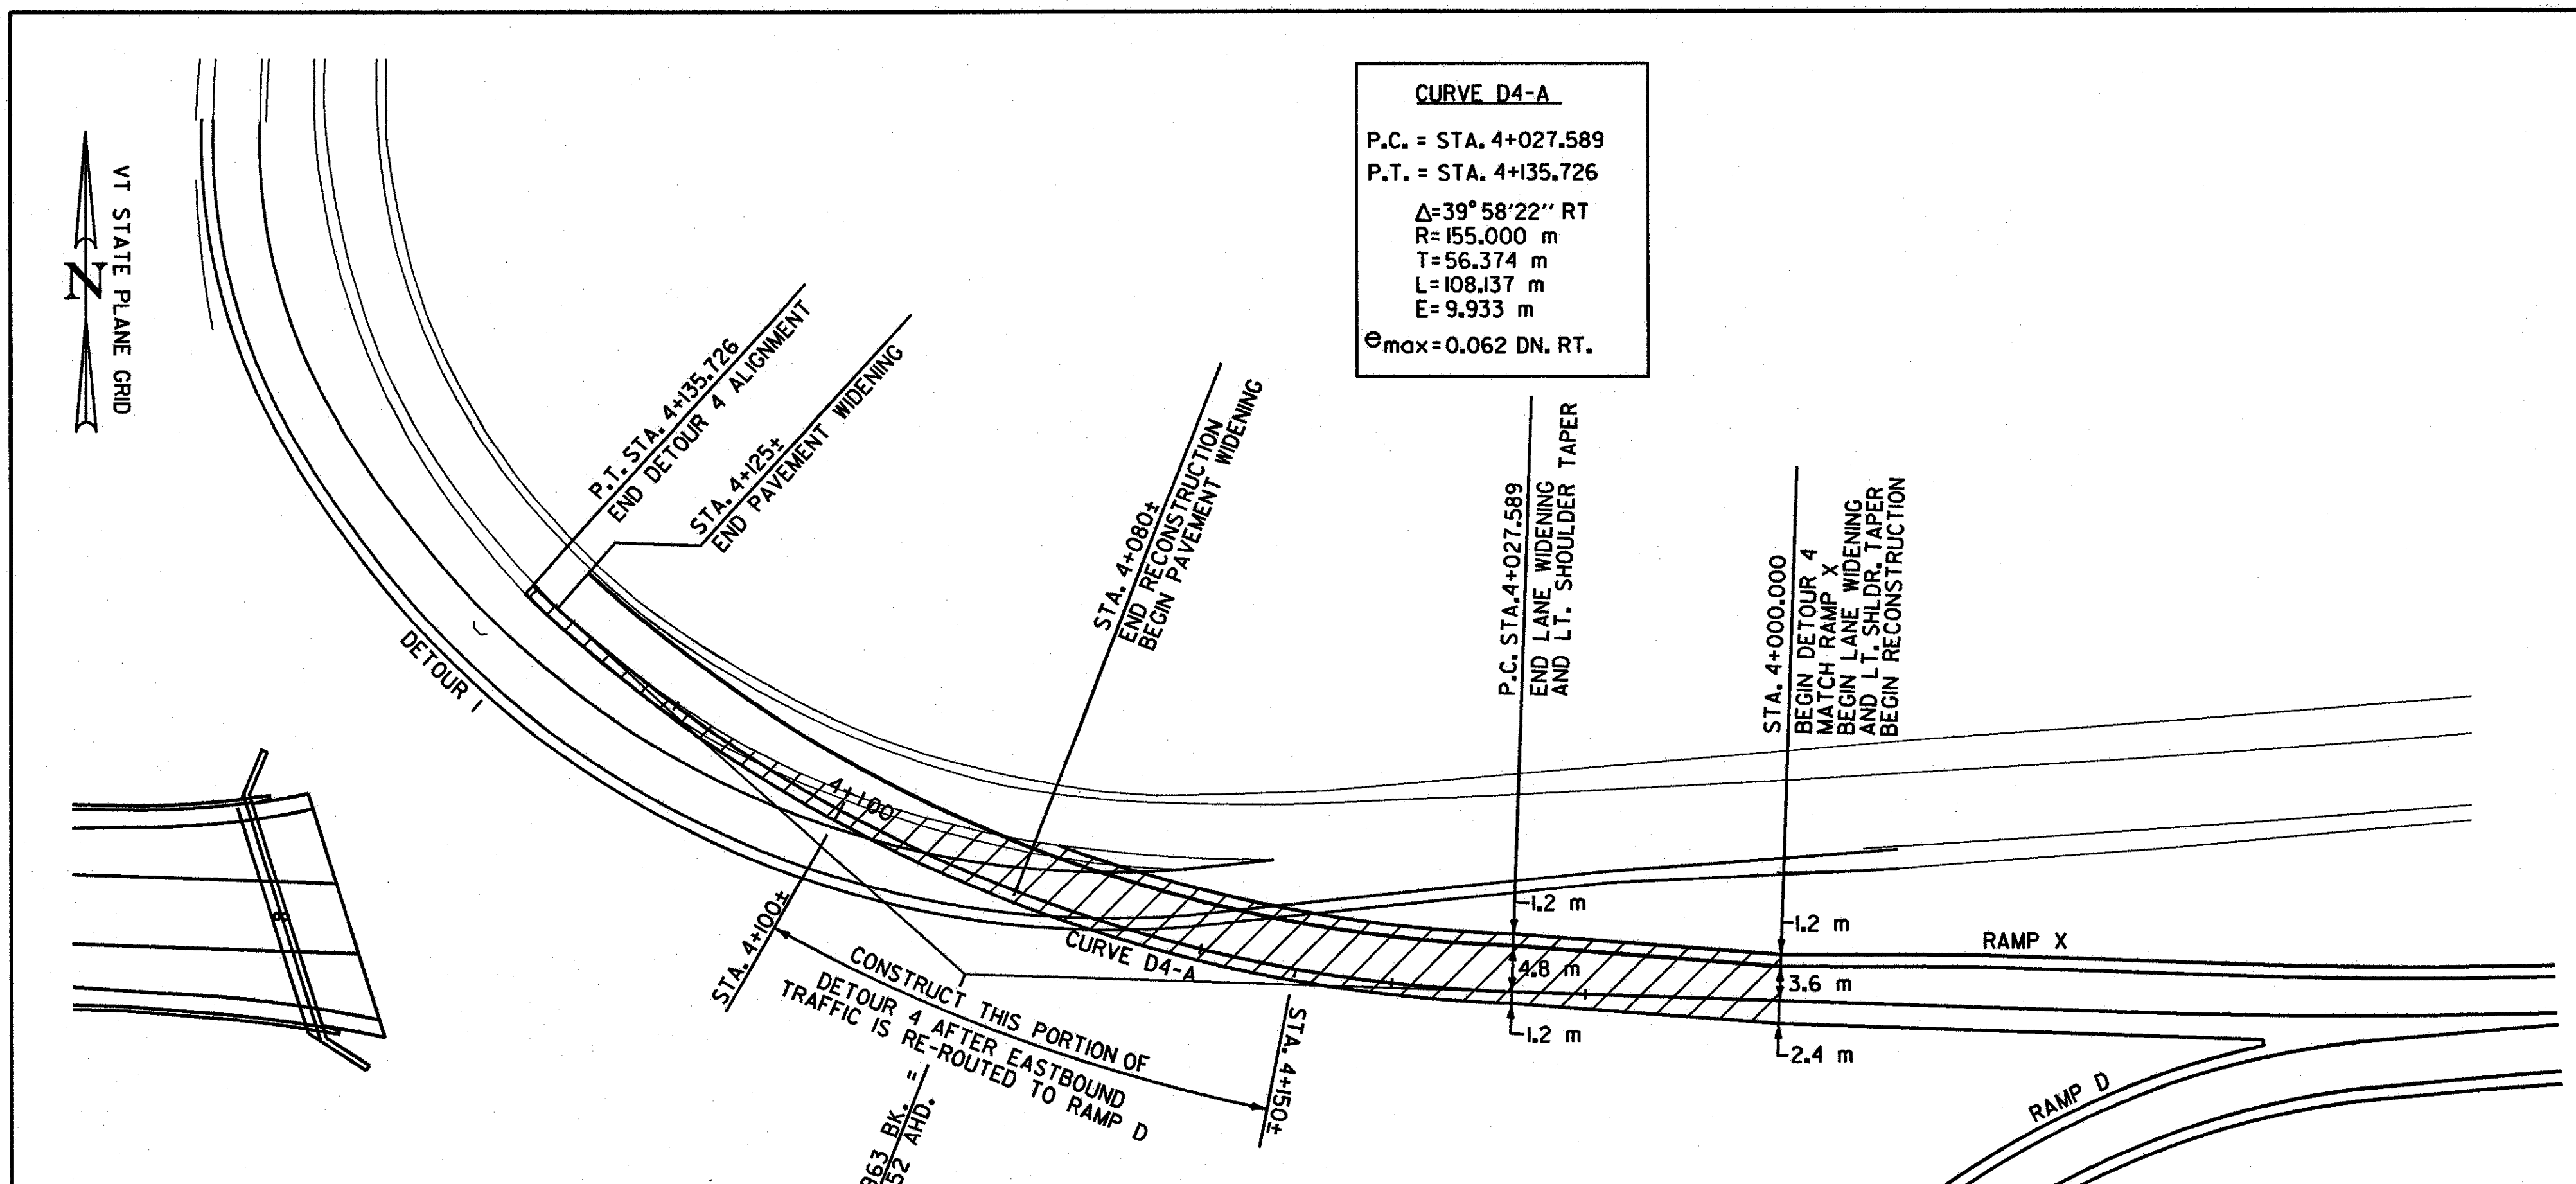 CURVE D4-A
P.C. = STA. 4+027.589
P.T. = STA. 4+135.726
Δ=39°58'22'' RT
R=155.000 m
T=56.374 m
L=108.137 m
E=9.933 m
emax=0.062 DN. RT.
VT STATE PLANE GRID
N
P.T. STA. 4+135.726
END DETOUR 4 ALIGNMENT
STA. 4+125±
END PAVEMENT WIDENING
STA. 4+080±
END RECONSTRUCTION
BEGIN PAVEMENT WIDENING
P.C. STA.4+027.589
END LANE WIDENING
AND LT. SHOULDER TAPER
STA. 4+000.000
BEGIN DETOUR 4
MATCH RAMP X
BEGIN LANE WIDENING
AND LT. SHLDR. TAPER
BEGIN RECONSTRUCTION
DETOUR 1
4+100
8
1.2 m
4.8 m
1.2 m
1.2 m
3.6 m
2.4 m
RAMP X
CURVE D4-A
STA. 4+100±
CONSTRUCT THIS PORTION OF
DETOUR 4 AFTER EASTBOUND
TRAFFIC IS RE-ROUTED TO RAMP D
STA. 4+150±
RAMP D
963 BK. "
52 AHD.